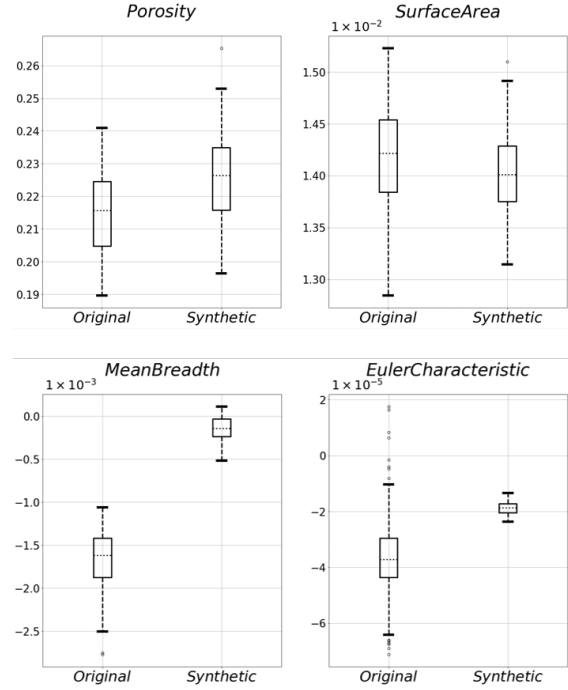 Porosity
0.26
0.25
0.24
0.23
0.22
0.21
0.20
0.19
Original Synthetic
SurfaceArea
1 × 10⁻²
1.50
1.45
1.40
1.35
1.30
Original Synthetic
MeanBreadth
1 × 10⁻³
0.0
−0.5
−1.0
−1.5
−2.0
−2.5
Original Synthetic
EulerCharacteristic
1 × 10⁻⁵
2
0
−2
−4
−6
Original Synthetic